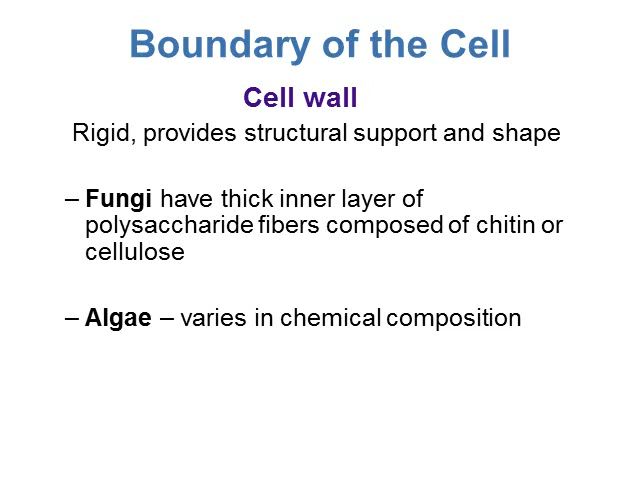 Boundary of the Cell
Cell wall
Rigid, provides structural support and shape
– Fungi have thick inner layer of
polysaccharide fibers composed of chitin or
cellulose
– Algae – varies in chemical composition